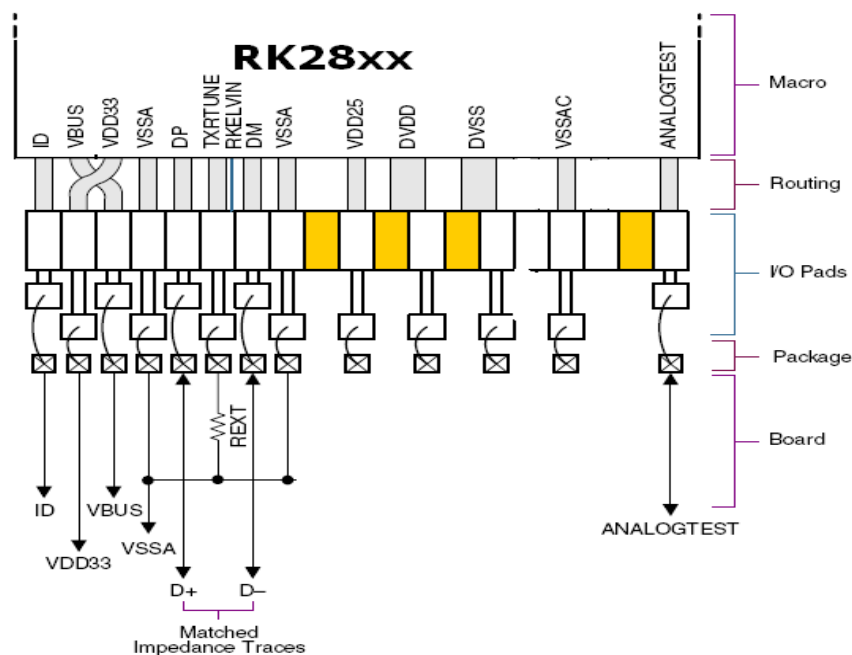 RK28xx
ID
VBUS
VDD33
VSSA
DP
TXRTUNE
RKELVIN
DM
VSSA
VDD25
DVDD
DVSS
VSSAC
ANALOGTEST
Macro
Routing
I/O Pads
Package
Board
REXT
ID
VBUS
VSSA
VDD33
ANALOGTEST
D+
D–
Matched
Impedance Traces